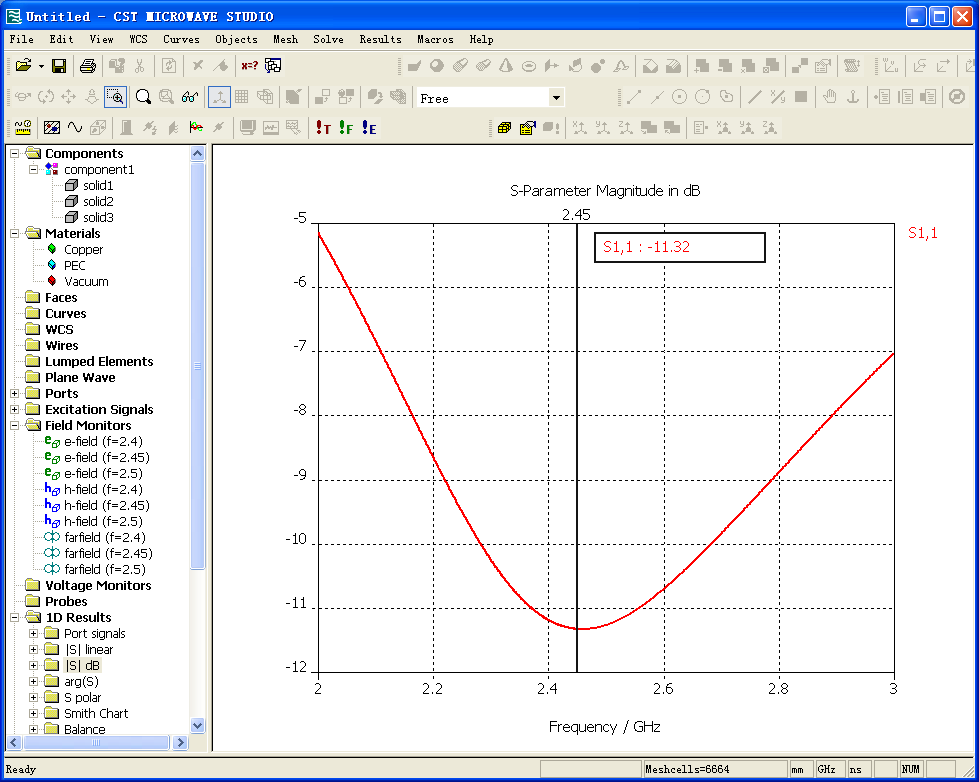 Untitled - CST MICROWAVE STUDIO
File Edit View WCS Curves Objects Mesh Solve Results Macros Help
x=?
Free
!T !F !E
Components
component1
solid1
solid2
solid3
Materials
Copper
PEC
Vacuum
Faces
Curves
WCS
Wires
Lumped Elements
Plane Wave
Ports
Excitation Signals
Field Monitors
e-field (f=2.4)
e-field (f=2.45)
e-field (f=2.5)
h-field (f=2.4)
h-field (f=2.45)
h-field (f=2.5)
farfield (f=2.4)
farfield (f=2.45)
farfield (f=2.5)
Voltage Monitors
Probes
1D Results
Port signals
|S| linear
|S| dB
arg(S)
S polar
Smith Chart
Balance
S-Parameter Magnitude in dB
2.45
S1,1 : -11.32
S1,1
-5
-6
-7
-8
-9
-10
-11
-12
2 2.2 2.4 2.6 2.8 3
Frequency / GHz
Ready Meshcells=6664 mm GHz ns NUM